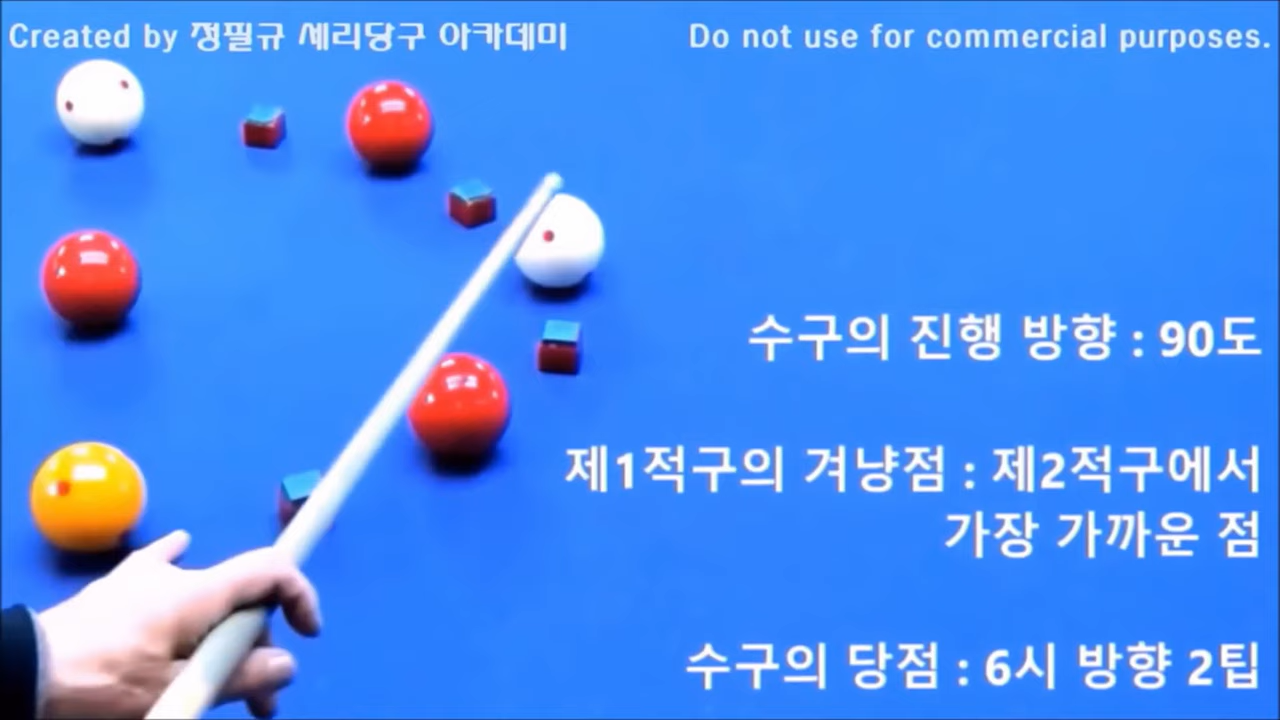 Created by 정필규 세리당구 아카데미
Do not use for commercial purposes.
수구의 진행 방향 : 90도
제1적구의 겨냥점 : 제2적구에서
가장 가까운 점
수구의 당점 : 6시 방향 2팁